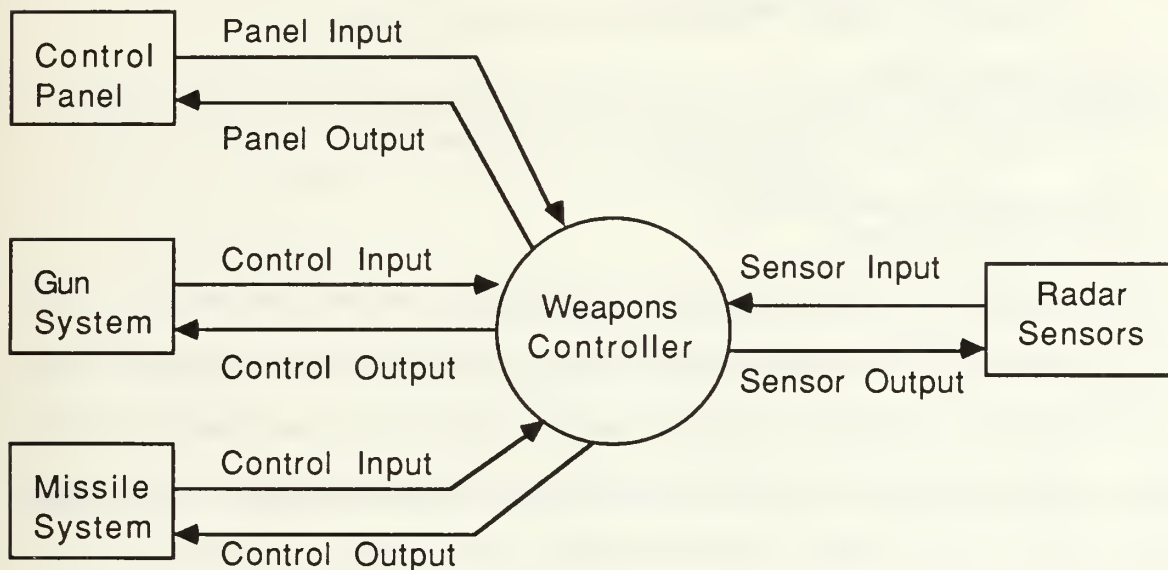 Panel Input
Control
Panel
Panel Output
Control Input
Gun
System
Control Output
Weapons
Controller
Sensor Input
Radar
Sensors
Sensor Output
Control Input
Missile
System
Control Output